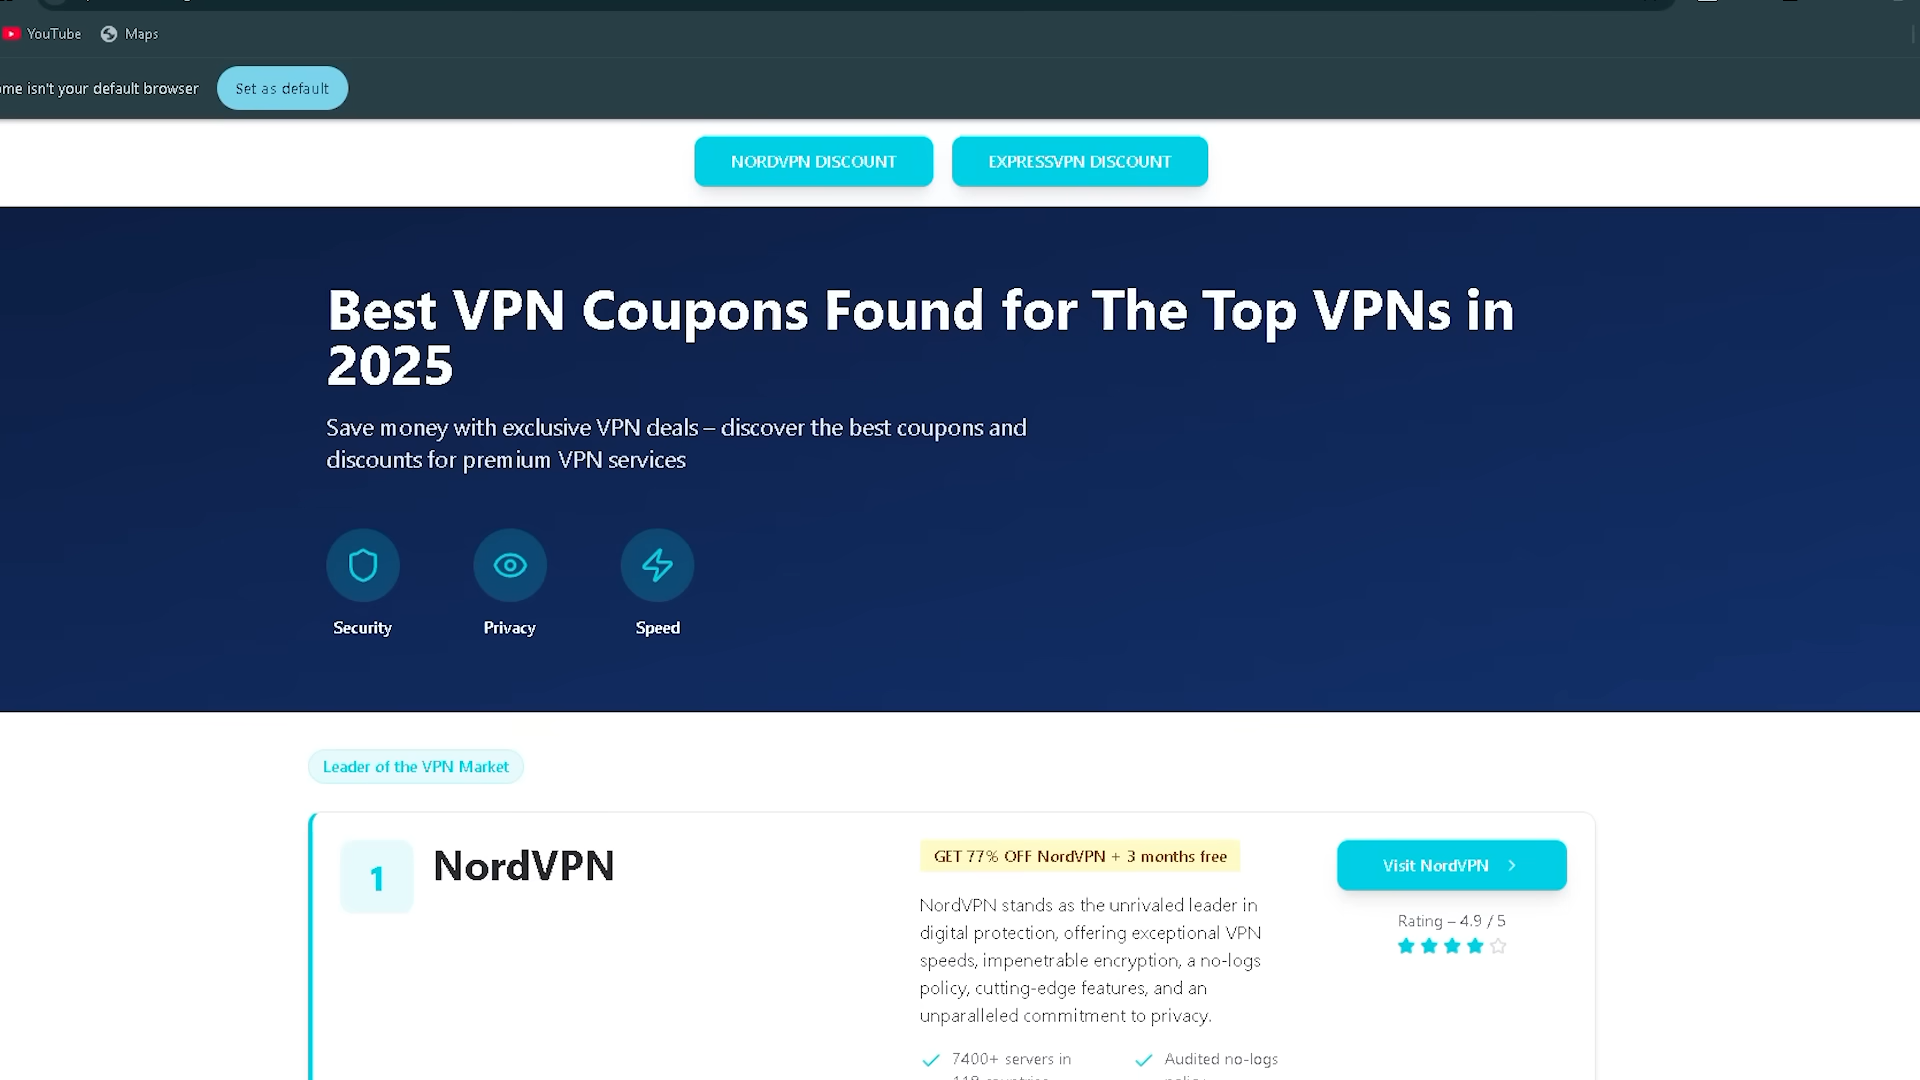 YouTube
Maps
ome isn't your default browser
Set as default
NORDVPN DISCOUNT
EXPRESSVPN DISCOUNT
Best VPN Coupons Found for The Top VPNs in
2025
Save money with exclusive VPN deals – discover the best coupons and
discounts for premium VPN services
Security
Privacy
Speed
Leader of the VPN Market
1
NordVPN
GET 77% OFF NordVPN + 3 months free
NordVPN stands as the unrivaled leader in
digital protection, offering exceptional VPN
speeds, impenetrable encryption, a no-logs
policy, cutting-edge features, and an
unparalleled commitment to privacy.
7400+ servers in
Audited no-logs
Visit NordVPN
Rating – 4.9 / 5